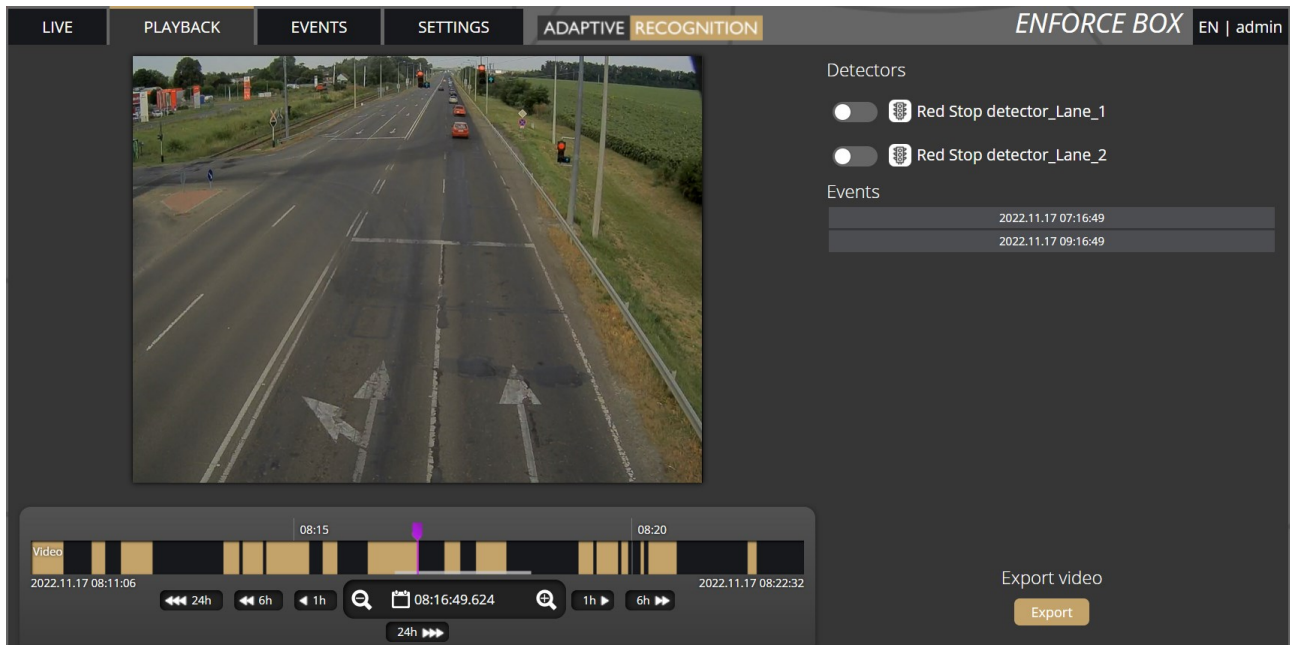 LIVE PLAYBACK EVENTS SETTINGS ADAPTIVE RECOGNITION ENFORCE BOX EN | admin
Detectors
Red Stop detector_Lane_1
Red Stop detector_Lane_2
Events
2022.11.17 07:16:49
2022.11.17 09:16:49
08:15 08:20
Video
2022.11.17 08:11:06 2022.11.17 08:22:32
24h 6h 1h 08:16:49.624 1h 6h
24h
Export video
Export